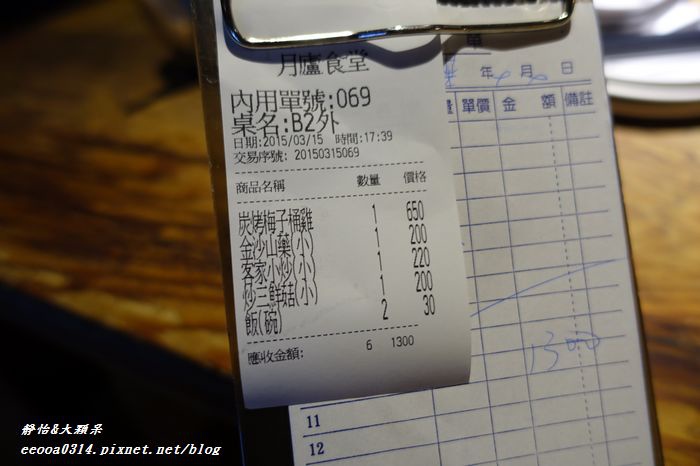 月廬食堂
內用單號:069
桌名:B2外
日期:2015/03/15 時間:17:39
交易序號: 20150315069
商品名稱 數量 價格
炭烤梅子桶雞 1 650
金沙山藥(小) 1 200
客家小炒(小) 1 220
炒三鮮菇(小) 1 200
飯(碗) 2 30
應收金額: 6 1300
單
年 月 日
單價 金 額 備註
1300
11
12
靜怡&大顆呆
eeooa0314.pixnet.net/blog